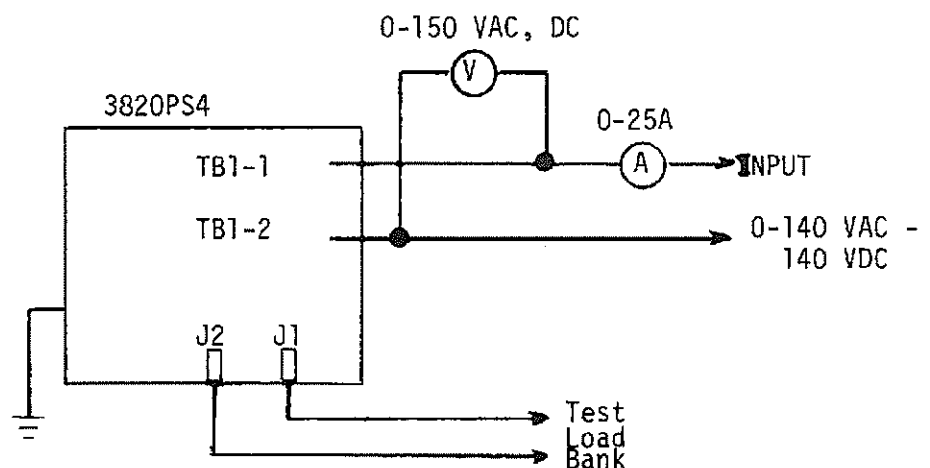 0-150 VAC, DC
V
3820PS4
0-25A
TB1-1
A
INPUT
TB1-2
0-140 VAC -
140 VDC
J2
J1
Test
Load
Bank